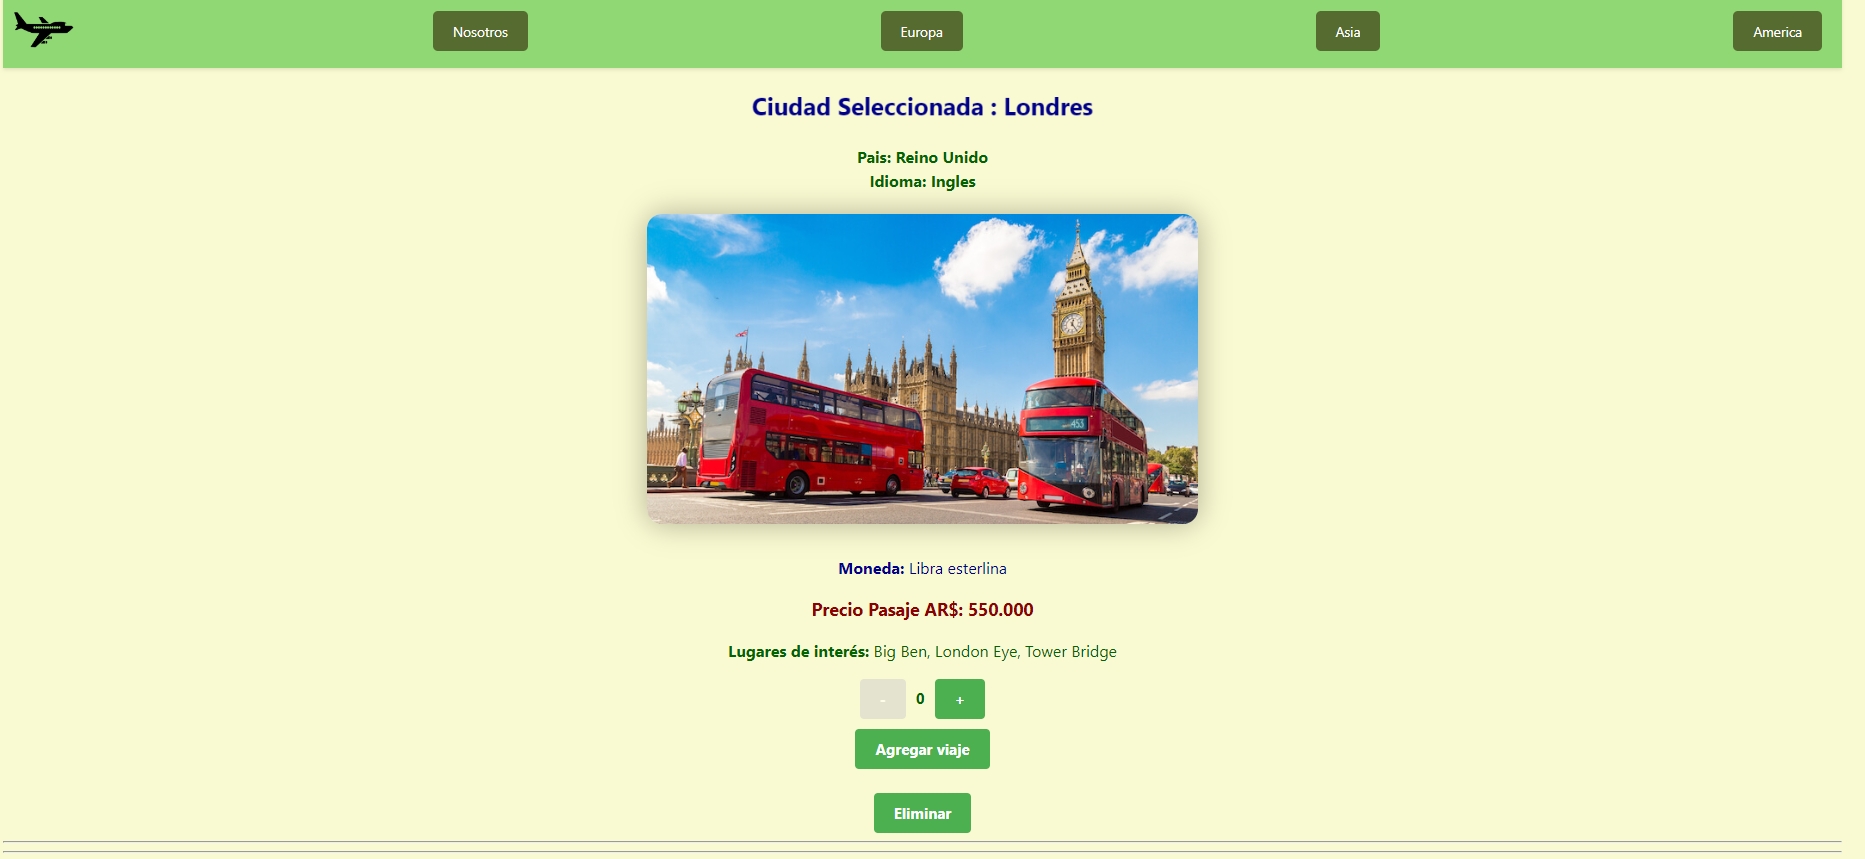 Nosotros
Europa
Asia
America
Ciudad Seleccionada : Londres
Pais: Reino Unido
Idioma: Ingles
453
Moneda: Libra esterlina
Precio Pasaje AR$: 550.000
Lugares de interés: Big Ben, London Eye, Tower Bridge
- 0 +
Agregar viaje
Eliminar